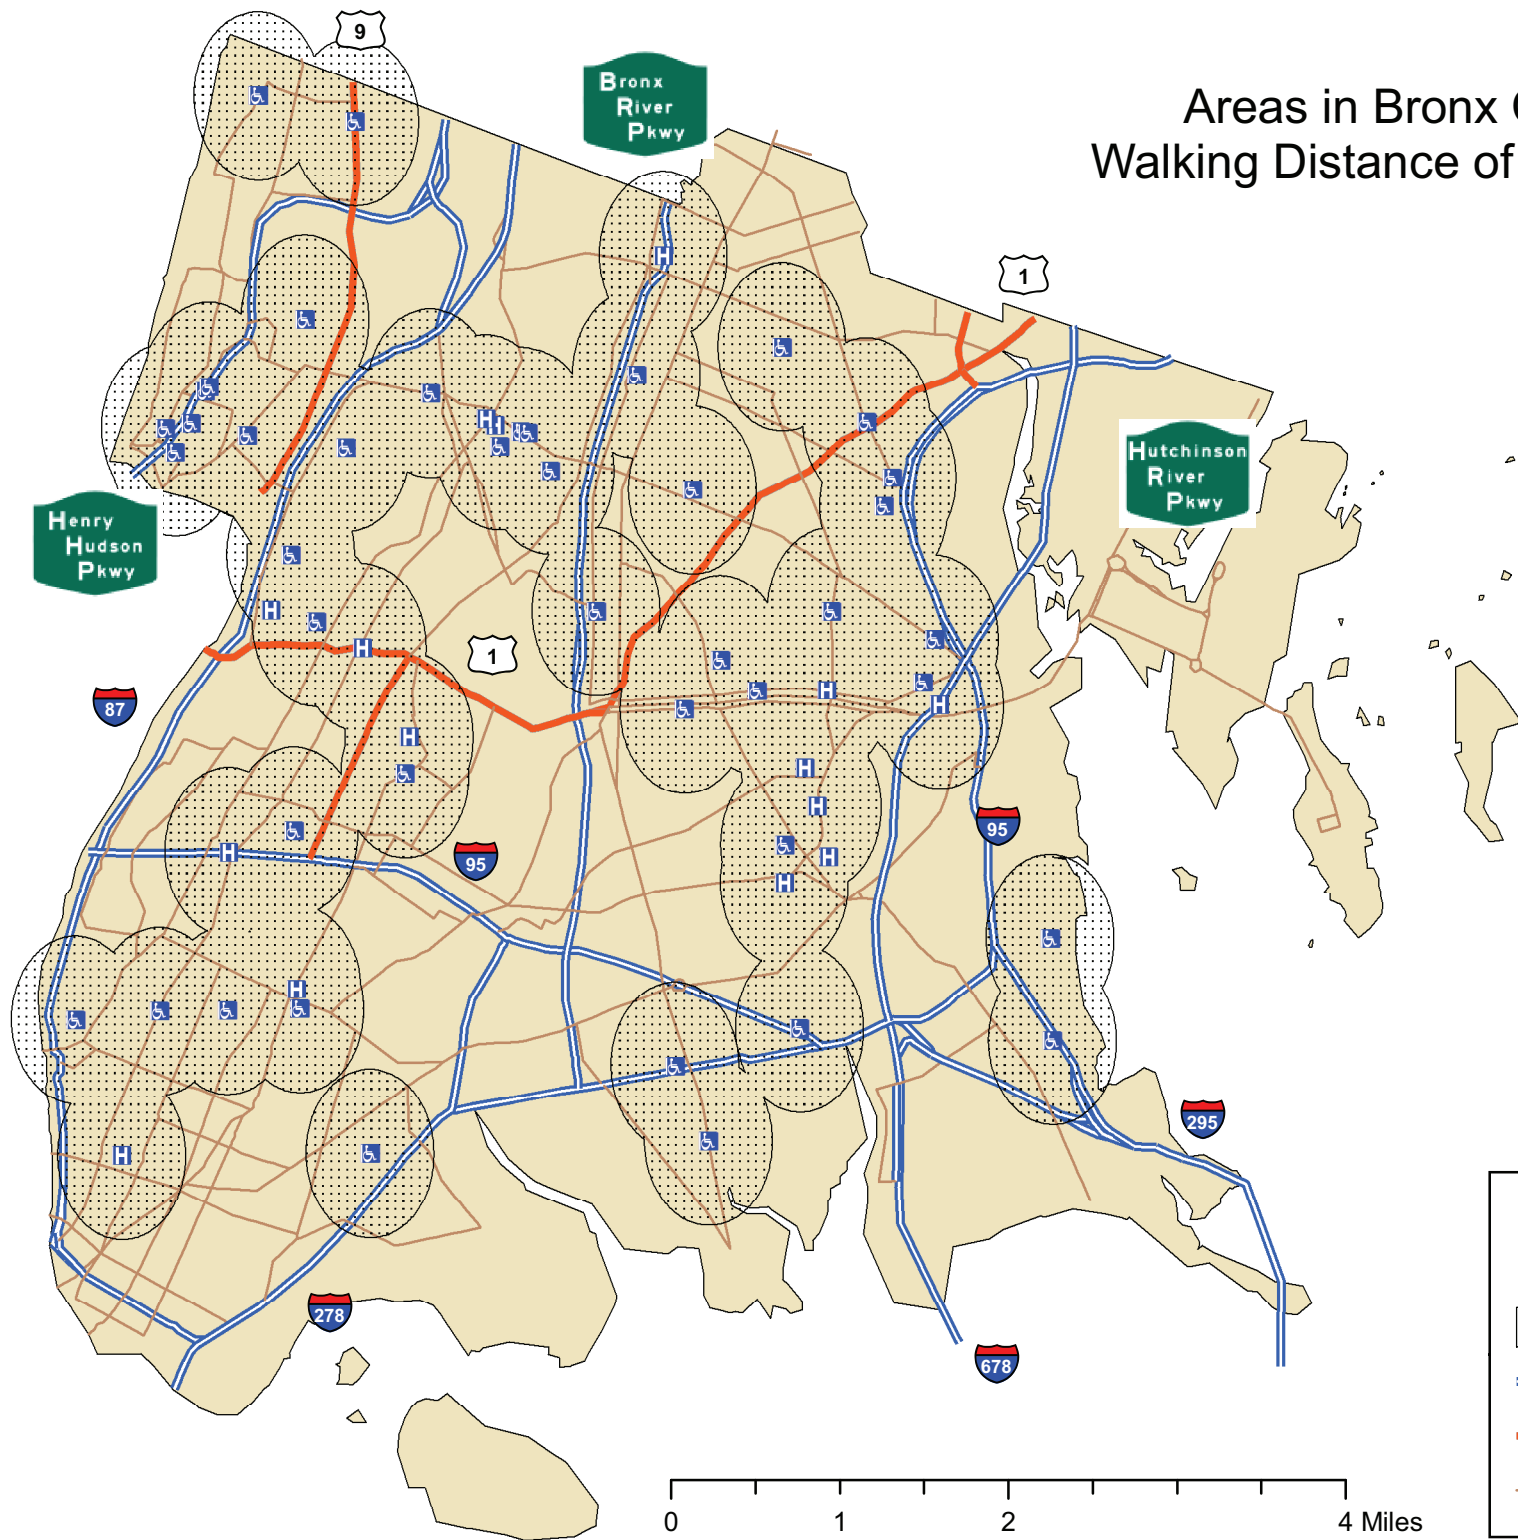 9
Bronx
River
Pkwy
Areas in Bronx
Walking Distance of
1
Hutchinson
River
Pkwy
Henry
Hudson
Pkwy
1
87
H
H
H
H
H
H
H
H
H
95
95
H
H
H
H
H
H
H
295
278
678
0 1 2 4 Miles